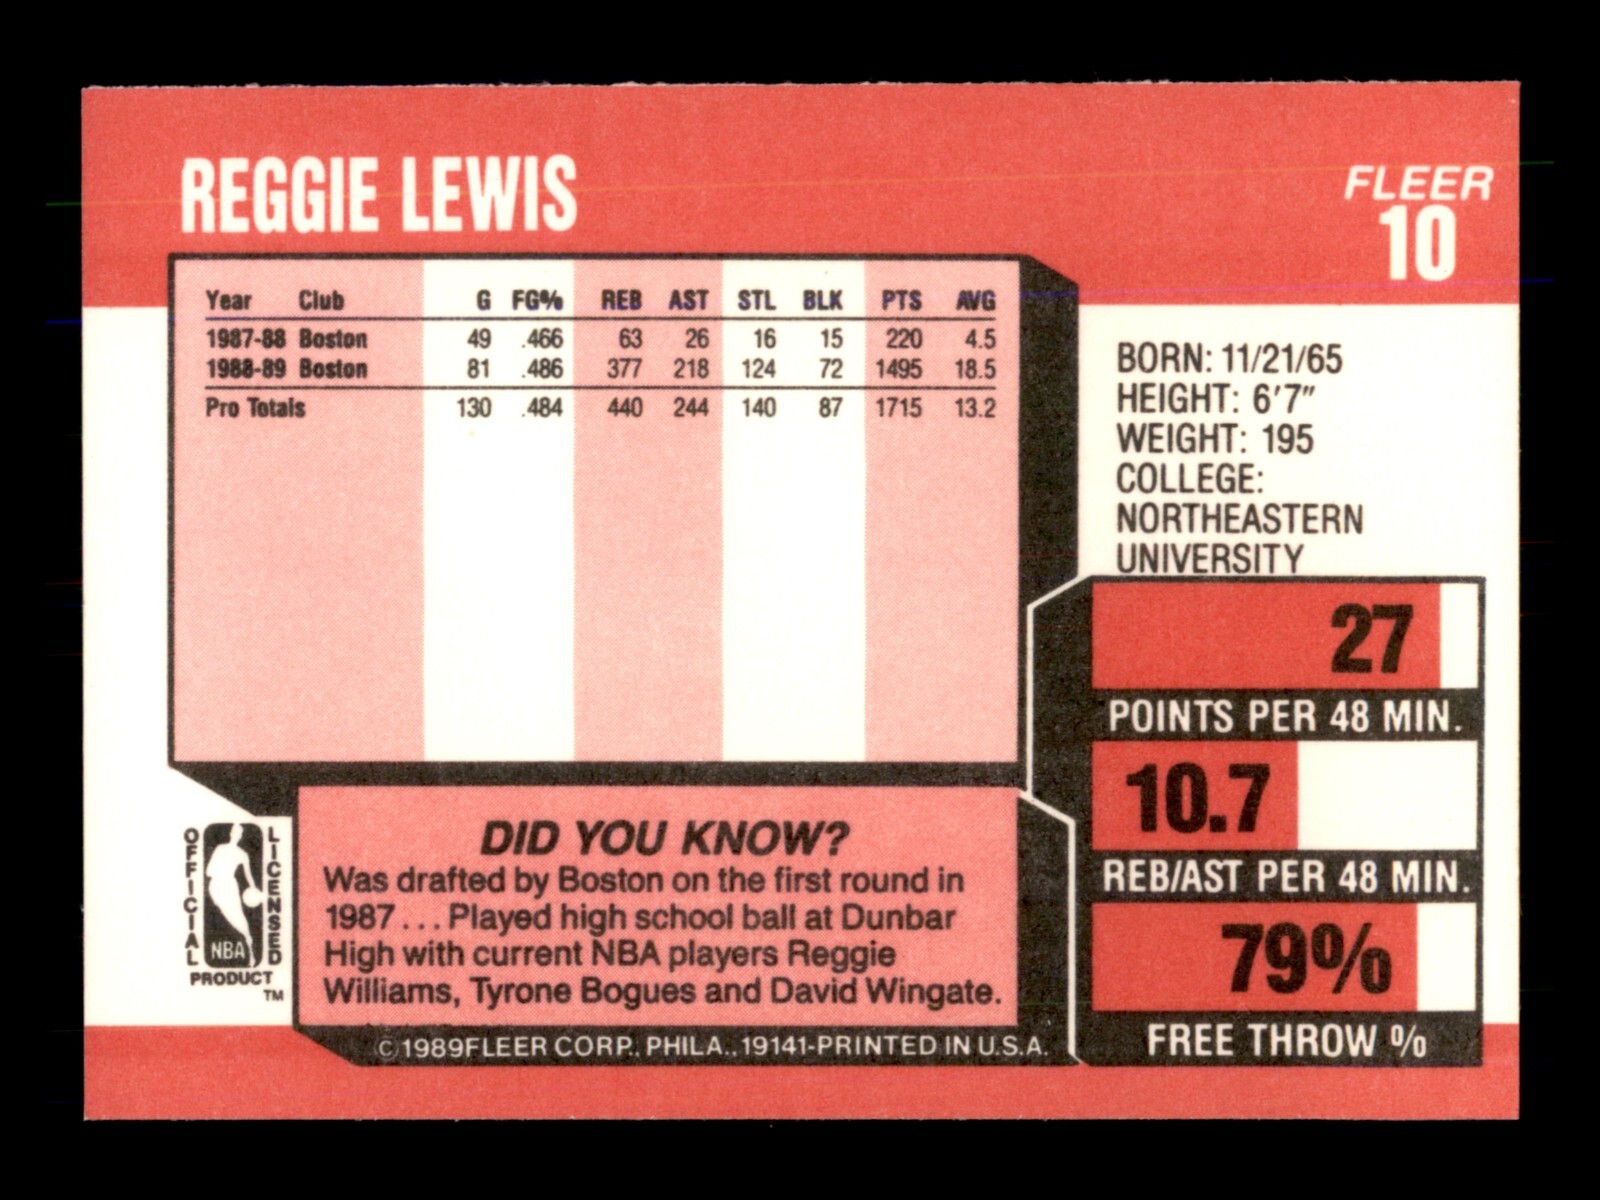 REGGIE LEWIS
FLEER
10
Year Club G FG% REB AST STL BLK PTS AVG
1987-88 Boston 49 .466 63 26 16 15 220 4.5
1988-89 Boston 81 .486 377 218 124 72 1495 18.5
Pro Totals 130 .484 440 244 140 87 1715 13.2
BORN: 11/21/65
HEIGHT: 6'7"
WEIGHT: 195
COLLEGE:
NORTHEASTERN
UNIVERSITY
27
POINTS PER 48 MIN.
10.7
REB/AST PER 48 MIN.
79%
FREE THROW %
OFFICIAL
LICENSED
NBA
PRODUCT
TM
DID YOU KNOW?
Was drafted by Boston on the first round in
1987 ... Played high school ball at Dunbar
High with current NBA players Reggie
Williams, Tyrone Bogues and David Wingate.
©1989FLEER CORP., PHILA., 19141-PRINTED IN U.S.A.